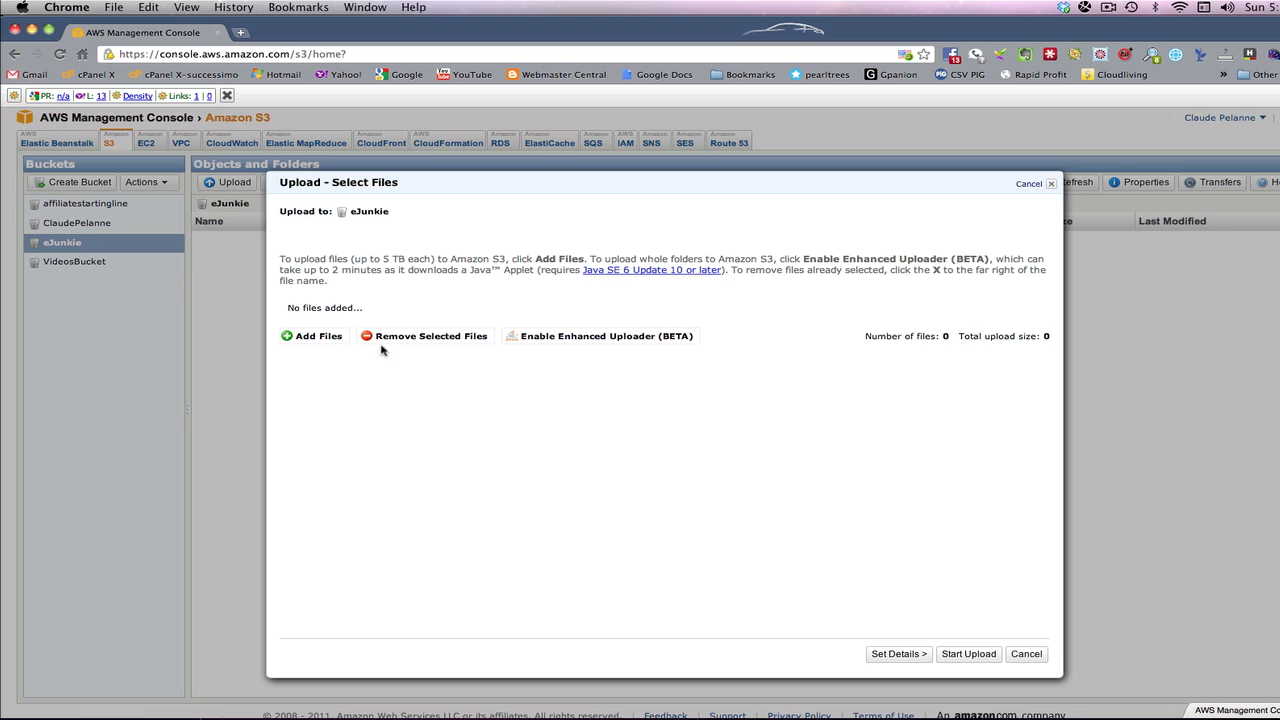 Chrome File Edit View History Bookmarks Window Help Sun 5:
AWS Management Console
https://console.aws.amazon.com/s3/home?
13 6
Gmail cPanel X cPanel X-successimo Hotmail Yahoo! Google YouTube Webmaster Central Google Docs Bookmarks pearltrees Gpanion CSV PIG Rapid Profit Cloudliving » Other
PR: n/a L: 13 Density Links: 1 | 0
AWS Management Console › Amazon S3 Claude Pelanne
AWS Amazon Amazon Amazon Amazon Amazon Amazon AWS Amazon Amazon Amazon AWS Amazon Amazon Amazon
Elastic Beanstalk S3 EC2 VPC CloudWatch Elastic MapReduce CloudFront CloudFormation RDS ElastiCache SQS IAM SNS SES Route 53
Buckets Objects and Folders
Create Bucket Actions Upload Upload - Select Files Cancel efresh Properties Transfers He
affiliatestartingline eJunkie
Upload to: eJunkie
ClaudePelanne Name ze Last Modified
eJunkie
VideosBucket
To upload files (up to 5 TB each) to Amazon S3, click Add Files. To upload whole folders to Amazon S3, click Enable Enhanced Uploader (BETA), which can
take up to 2 minutes as it downloads a Java™ Applet (requires Java SE 6 Update 10 or later). To remove files already selected, click the X to the far right of the
file name.
No files added...
Add Files Remove Selected Files Enable Enhanced Uploader (BETA) Number of files: 0 Total upload size: 0
Set Details > Start Upload Cancel
© 2008 - 2011, Amazon Web Services LLC or its affiliates. All rights reserved. Feedback Support Privacy Policy Terms of Use An amazon.com company
AWS Management Co